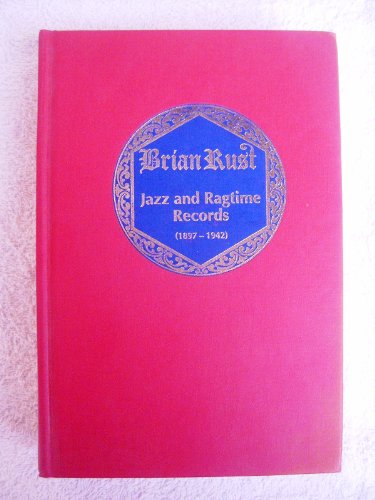 Brian Rust
Jazz and Ragtime
Records
(1897–1942)